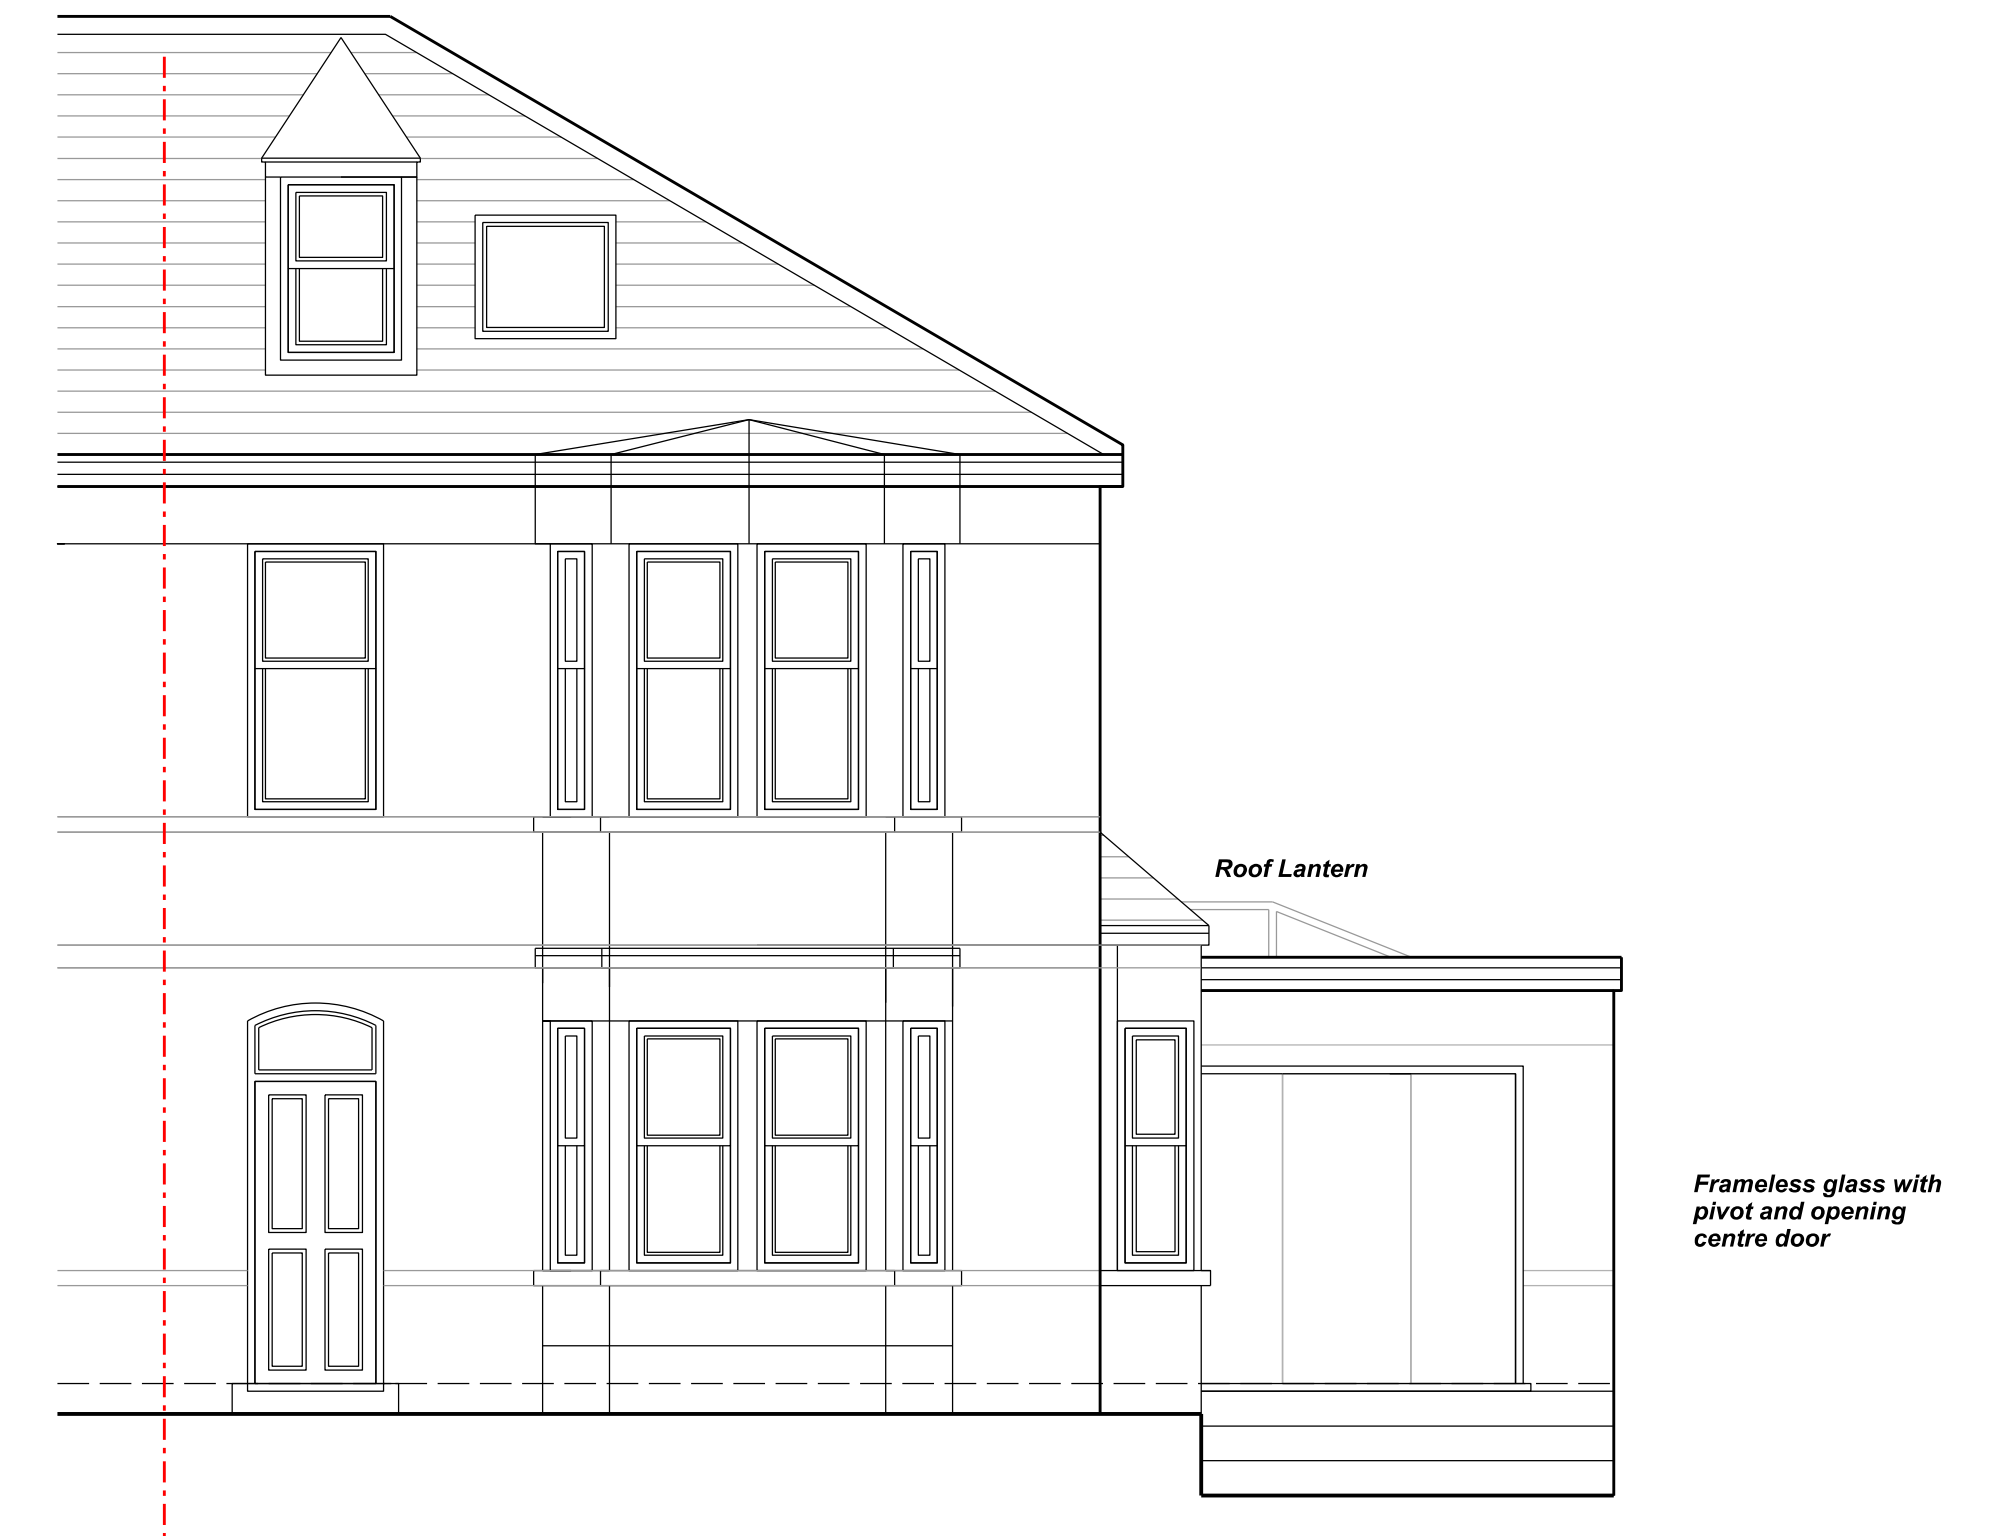 Roof Lantern
Frameless glass with
pivot and opening
centre door